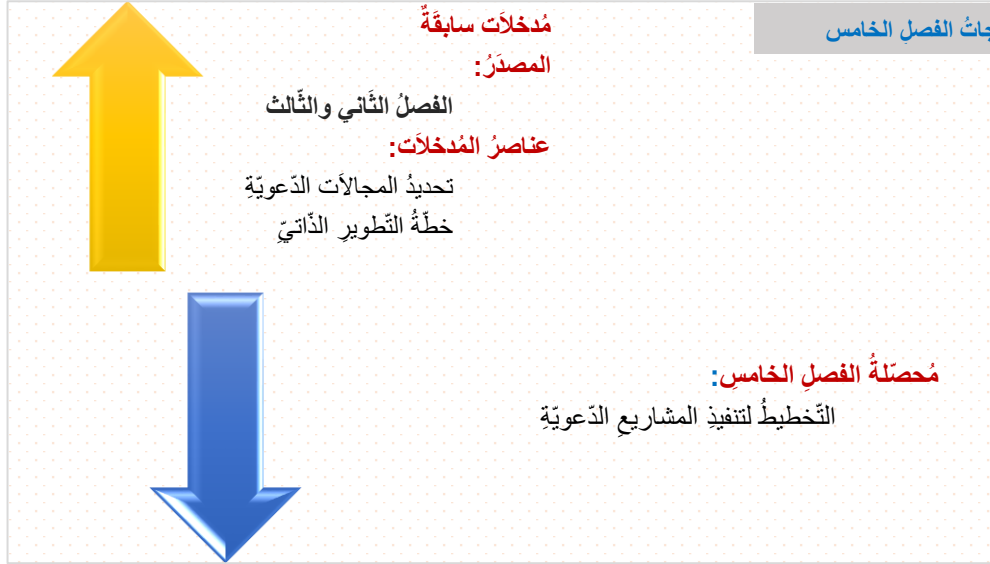 الفصلِ الخامس
مُدخلاَت سابقَةٌ
المصدَرُ:
الفصلُ الثَاني والثّالث
عناصرُ المُدخلاَت:
تحديدُ المجالاَت الدّعويّةِ
خطّةُ التّطويرِ الذّاتيِّ
مُحصّلةُ الفصلِ الخامسِ:
التّخطيطُ لتنفيذِ المشاريعِ الدّعويّةِ